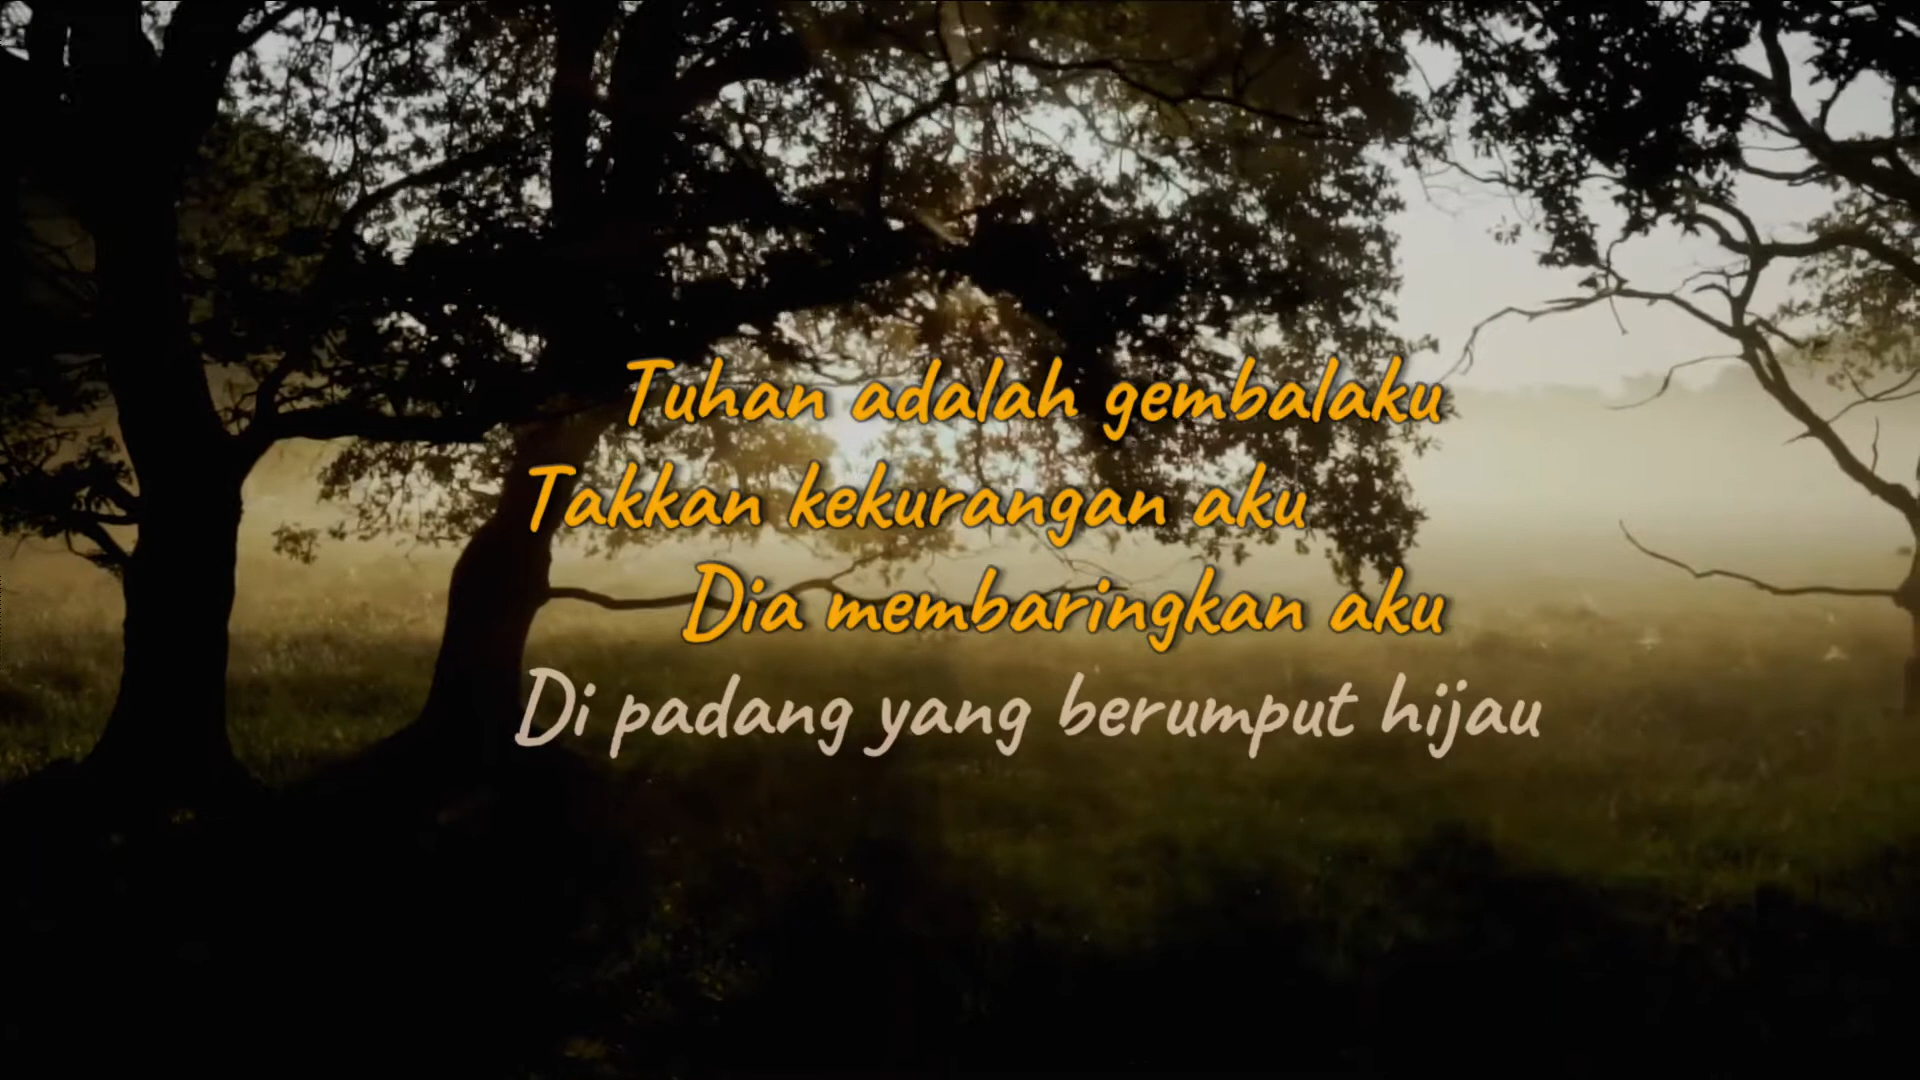 Tuhan adalah gembalaku
Takkan kekurangan aku
Dia membaringkan aku
Di padang yang berumput hijau